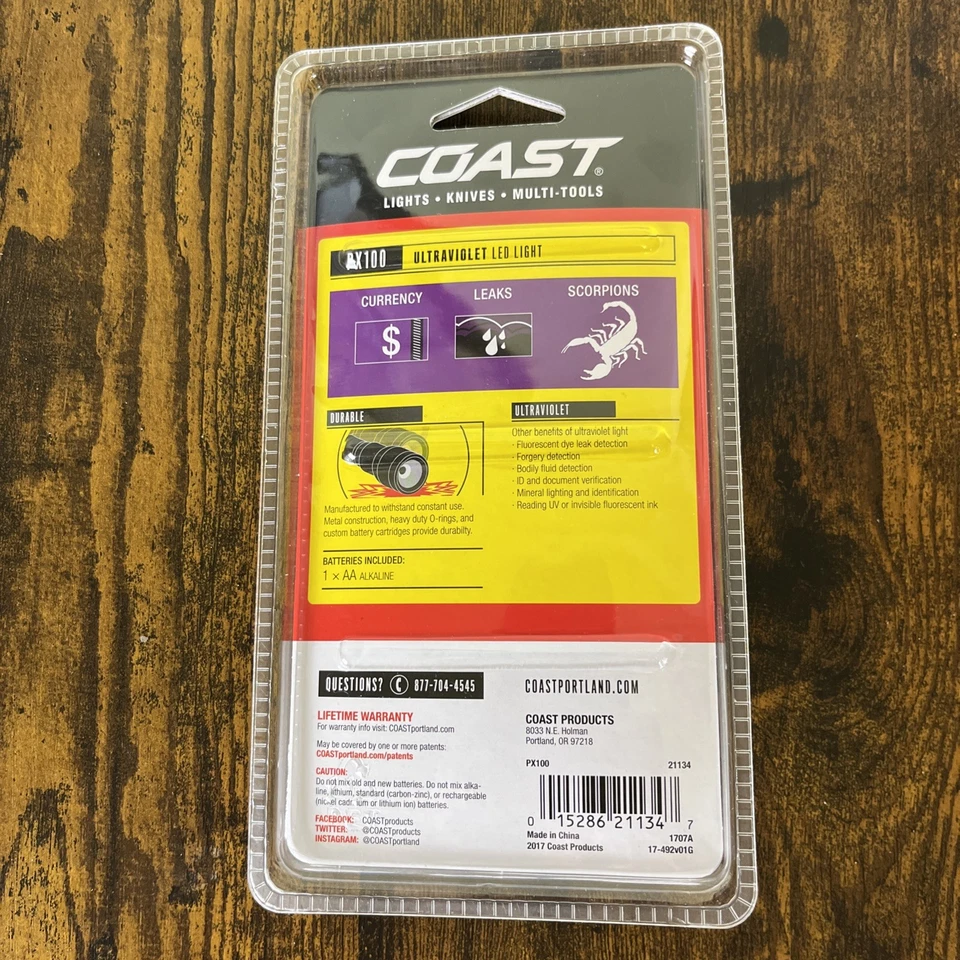 COAST®
LIGHTS • KNIVES • MULTI-TOOLS
PX100 ULTRAVIOLET LED LIGHT
CURRENCY LEAKS SCORPIONS
$
DURABLE
Manufactured to withstand constant use.
Metal construction, heavy duty O-rings, and
custom battery cartridges provide durabilty.
BATTERIES INCLUDED:
1 × AA ALKALINE
ULTRAVIOLET
Other benefits of ultraviolet light
· Fluorescent dye leak detection
· Forgery detection
· Bodily fluid detection
· ID and document verification
· Mineral lighting and identification
· Reading UV or invisible fluorescent ink
QUESTIONS? 877-704-4545
LIFETIME WARRANTY
For warranty info visit: COASTportland.com
May be covered by one or more patents:
COASTportland.com/patents
CAUTION:
Do not mix old and new batteries. Do not mix alka-
line, lithium, standard (carbon-zinc), or rechargeable
(nickel cadmium or lithium ion) batteries.
FACEBOOK: COASTproducts
TWITTER: @COASTproducts
INSTAGRAM: @COASTportland
COASTPORTLAND.COM
COAST PRODUCTS
8033 N.E. Holman
Portland, OR 97218
PX100 21134
0 15286 21134 7
Made in China 1707A
2017 Coast Products 17-492v01G